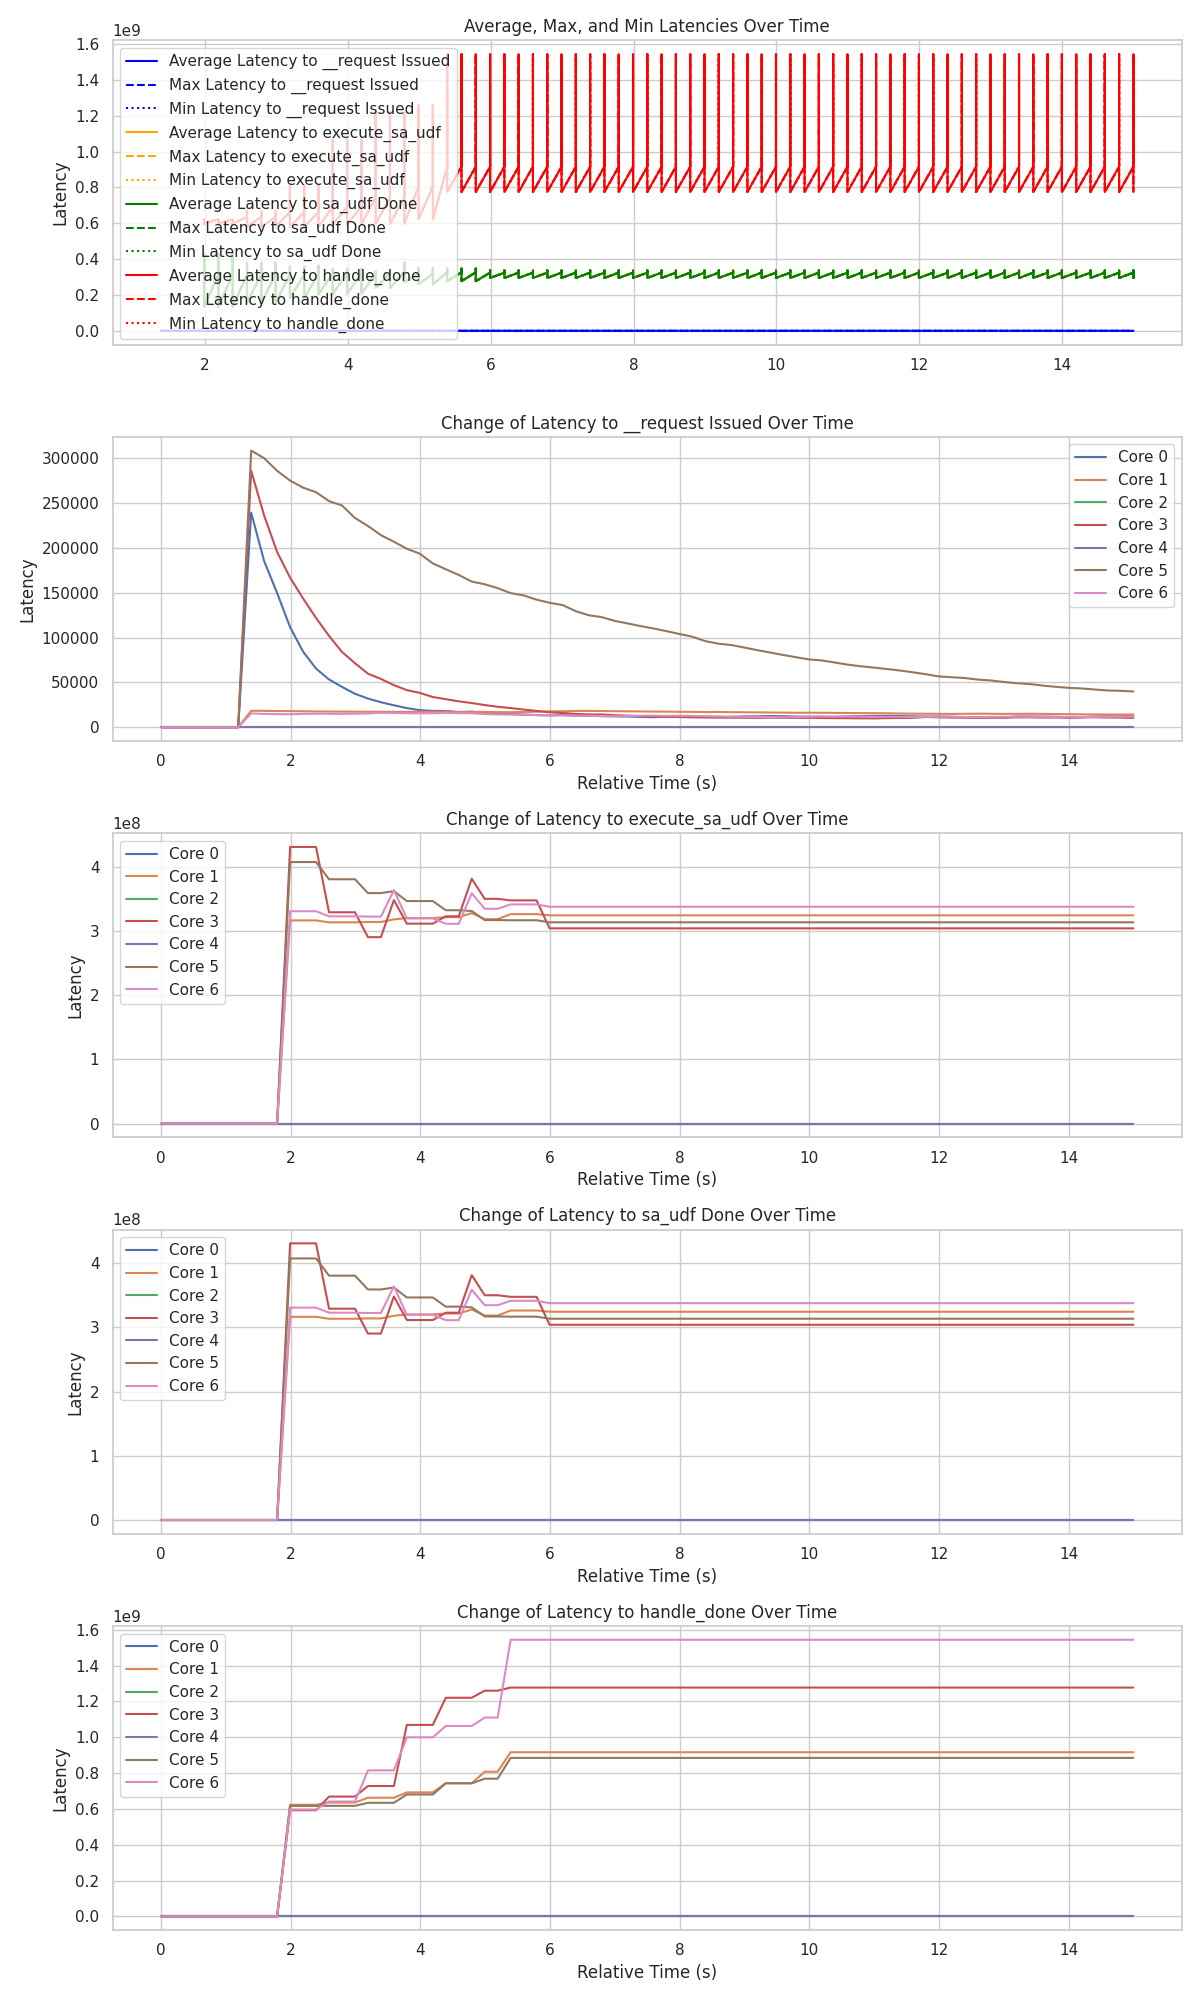 Average, Max, and Min Latencies Over Time
1e9
1.6
1.4
1.2
1.0
0.8
0.6
0.4
0.2
0.0
Latency
Average Latency to __request Issued
Max Latency to __request Issued
Min Latency to __request Issued
Average Latency to execute_sa_udf
Max Latency to execute_sa_udf
Min Latency to execute_sa_udf
Average Latency to sa_udf Done
Max Latency to sa_udf Done
Min Latency to sa_udf Done
Average Latency to handle_done
Max Latency to handle_done
Min Latency to handle_done
2 4 6 8 10 12 14
Change of Latency to __request Issued Over Time
300000
250000
200000
150000
100000
50000
0
Latency
Core 0
Core 1
Core 2
Core 3
Core 4
Core 5
Core 6
0 2 4 6 8 10 12 14
Relative Time (s)
Change of Latency to execute_sa_udf Over Time
1e8
4
3
2
1
0
Latency
Core 0
Core 1
Core 2
Core 3
Core 4
Core 5
Core 6
0 2 4 6 8 10 12 14
Relative Time (s)
Change of Latency to sa_udf Done Over Time
1e8
4
3
2
1
0
Latency
Core 0
Core 1
Core 2
Core 3
Core 4
Core 5
Core 6
0 2 4 6 8 10 12 14
Relative Time (s)
Change of Latency to handle_done Over Time
1e9
1.6
1.4
1.2
1.0
0.8
0.6
0.4
0.2
0.0
Latency
Core 0
Core 1
Core 2
Core 3
Core 4
Core 5
Core 6
0 2 4 6 8 10 12 14
Relative Time (s)